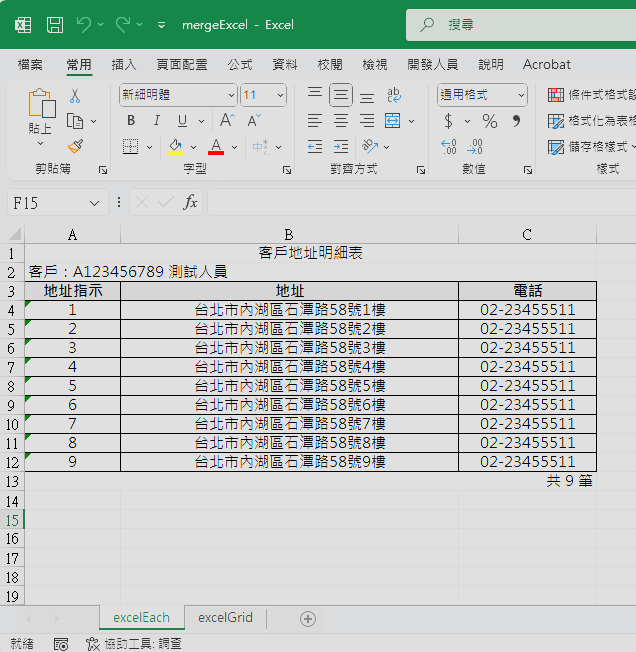 mergeExcel - Excel
搜尋
檔案 常用 插入 頁面配置 公式 資料 校閱 檢視 開發人員 說明 Acrobat
貼上 新細明體 11 ab 通用格式 條件式格式設
B I U A A $ % 9 格式化為表格
A 中 .00 .00 儲存格樣式
剪貼簿 字型 對齊方式 數值 樣式
F15 fx
A B C
1 客戶地址明細表
2 客戶：A123456789 測試人員
3 地址指示 地址 電話
4 1 台北市內湖區石潭路58號1樓 02-23455511
5 2 台北市內湖區石潭路58號2樓 02-23455511
6 3 台北市內湖區石潭路58號3樓 02-23455511
7 4 台北市內湖區石潭路58號4樓 02-23455511
8 5 台北市內湖區石潭路58號5樓 02-23455511
9 6 台北市內湖區石潭路58號6樓 02-23455511
10 7 台北市內湖區石潭路58號7樓 02-23455511
11 8 台北市內湖區石潭路58號8樓 02-23455511
12 9 台北市內湖區石潭路58號9樓 02-23455511
13 共 9 筆
14
15
16
17
18
19
excelEach excelGrid
就緒 協助工具: 調查